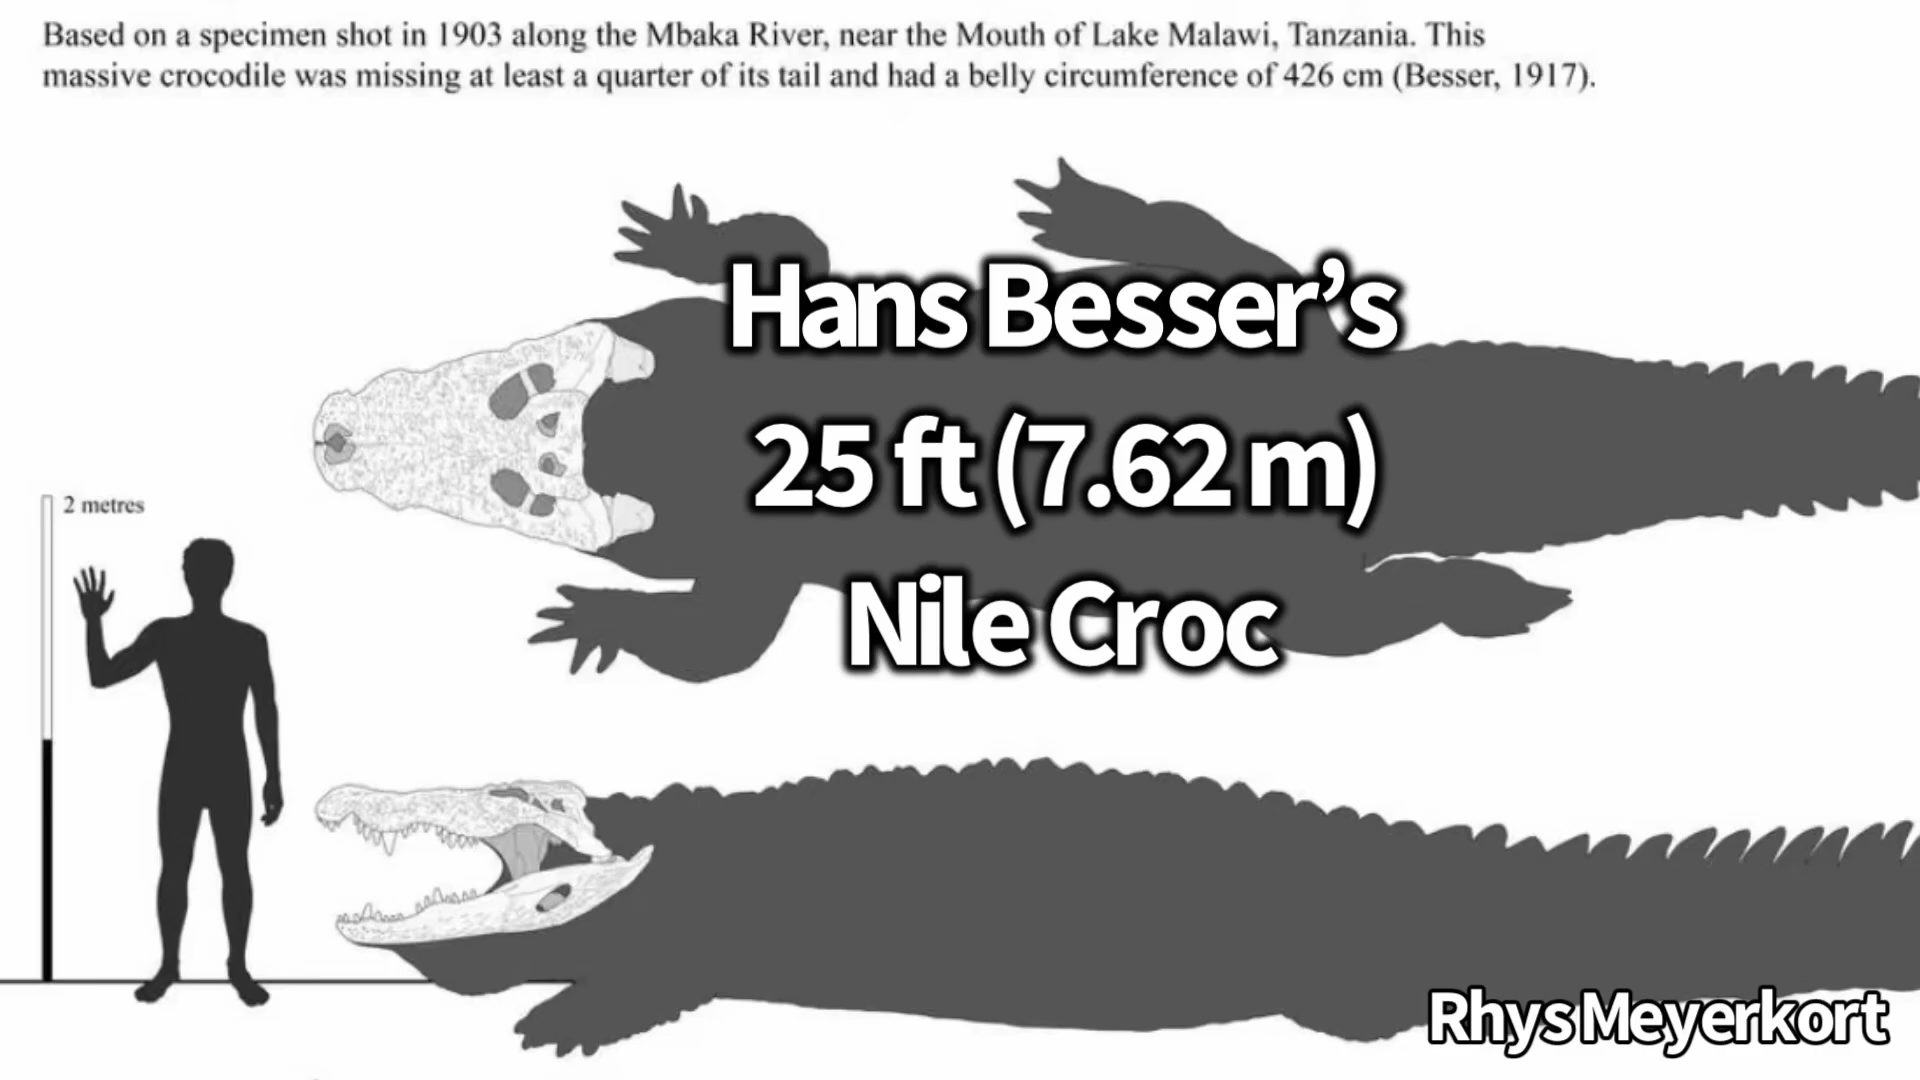 Based on a specimen shot in 1903 along the Mbaka River, near the Mouth of Lake Malawi, Tanzania. This
massive crocodile was missing at least a quarter of its tail and had a belly circumference of 426 cm (Besser, 1917).
Hans Besser’s
25 ft (7.62 m)
Nile Croc
2 metres
Rhys Meyerkort